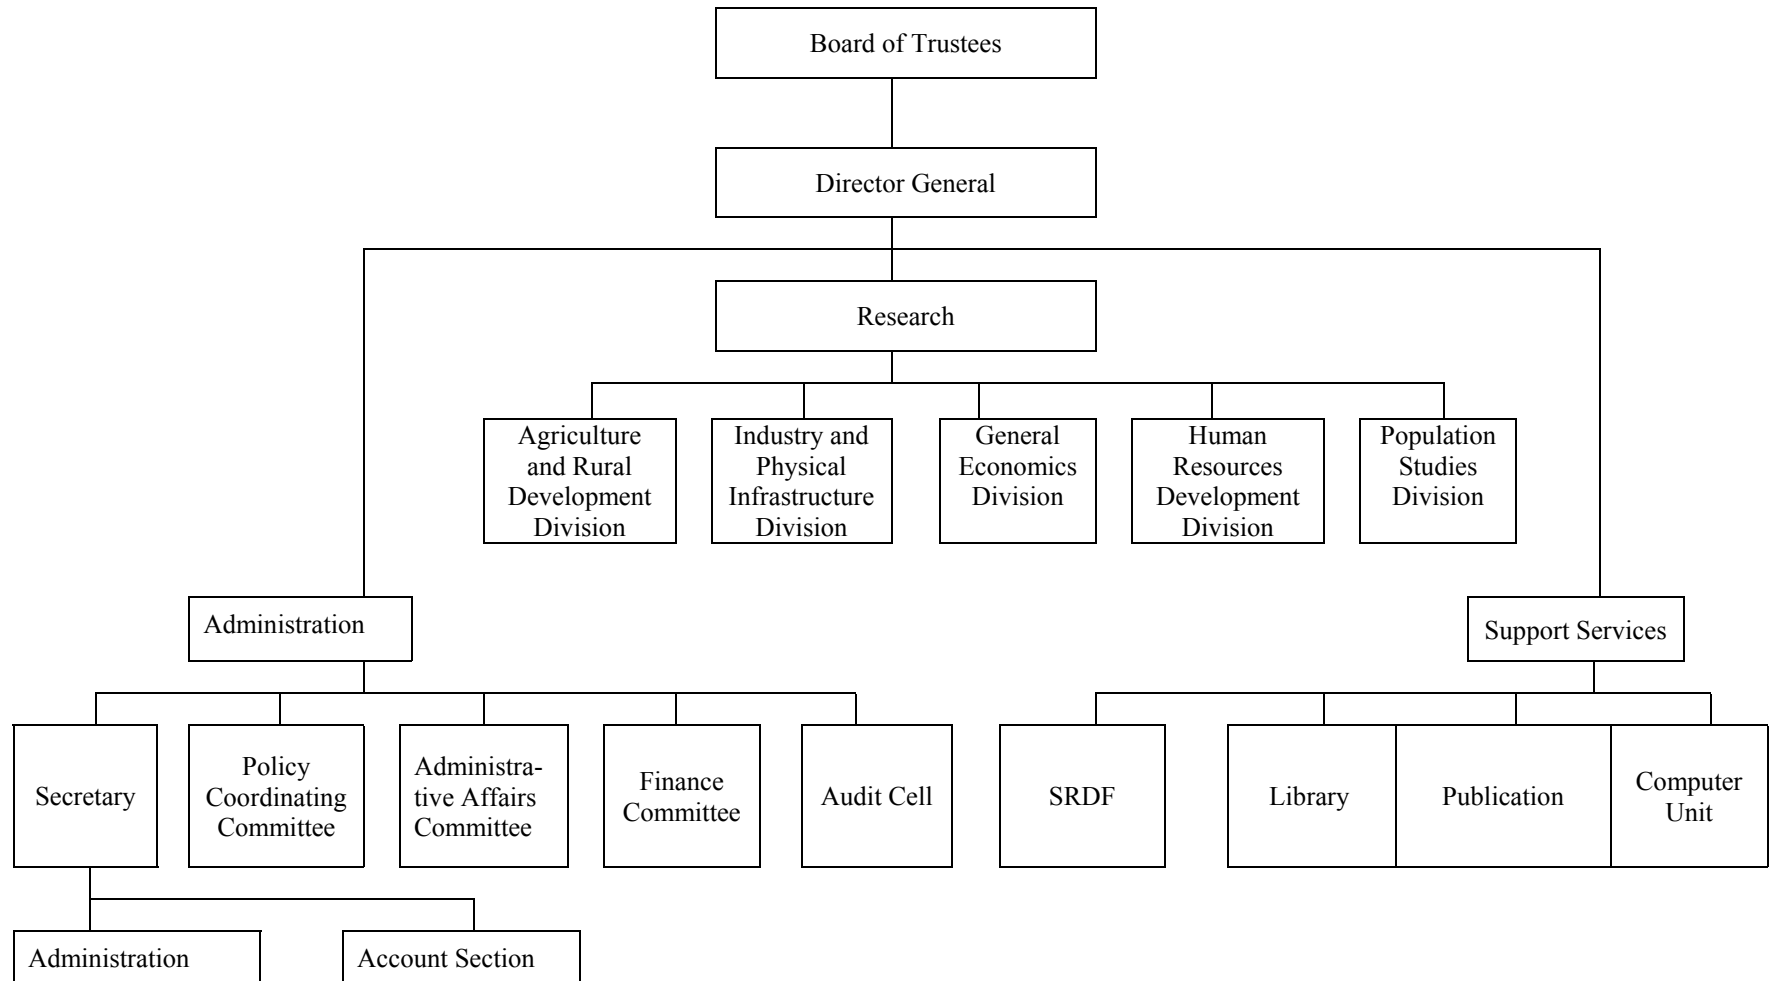 Board of Trustees
Director General
Research
Agriculture
and Rural
Development
Division
Industry and
Physical
Infrastructure
Division
General
Economics
Division
Human
Resources
Development
Division
Population
Studies
Division
Administration
Support Services
Secretary
Policy
Coordinating
Committee
Administra-
tive Affairs
Committee
Finance
Committee
Audit Cell
SRDF
Library
Publication
Computer
Unit
Administration
Account Section